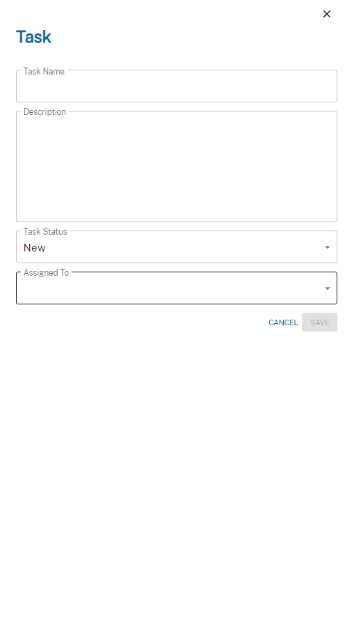 Task
Task Name
Description
Task Status
New
Assigned To
CANCEL SAVE